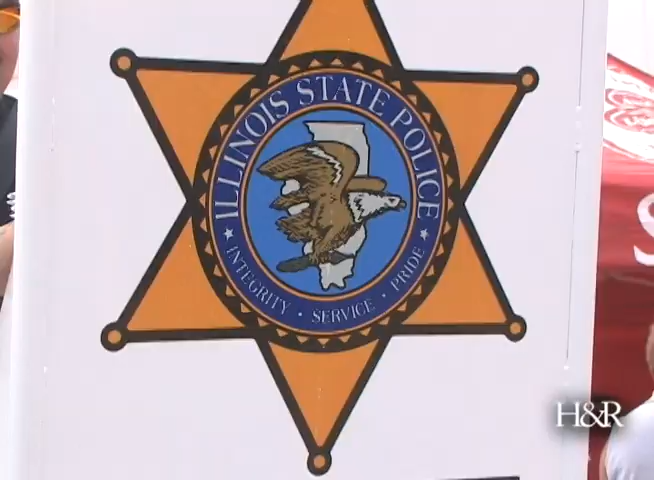 ILLINOIS STATE POLICE
INTEGRITY · SERVICE · PRIDE
S
H&R